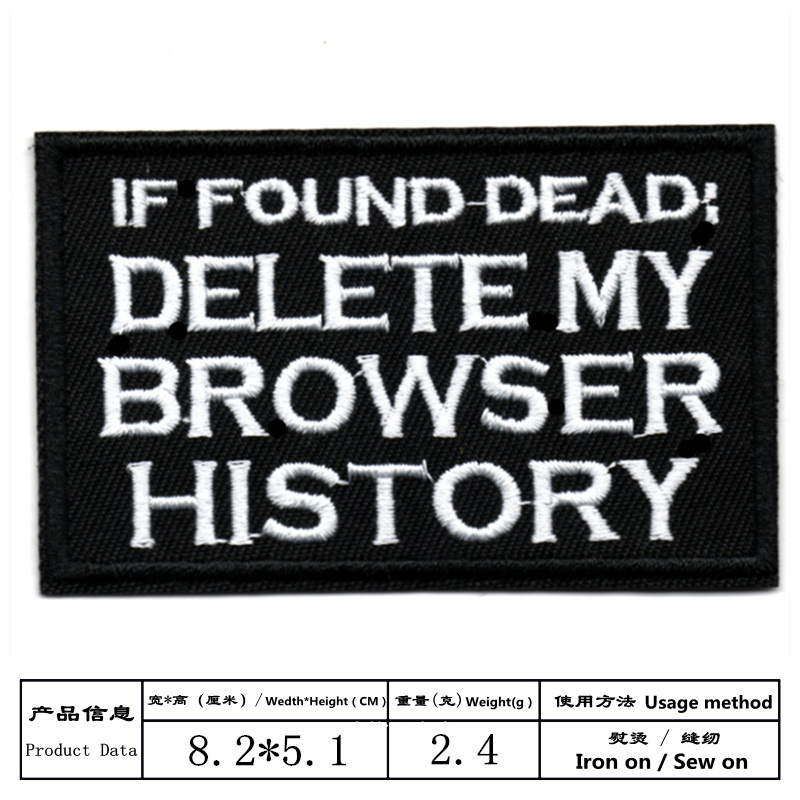 IF FOUND DEAD:
DELETE MY
BROWSER
HISTORY
产品信息
Product Data
宽*高（厘米）/Wedth*Height(CM)
8.2*5.1
重量(克)Weight(g)
2.4
使用方法 Usage method
熨烫 / 缝纫
Iron on / Sew on